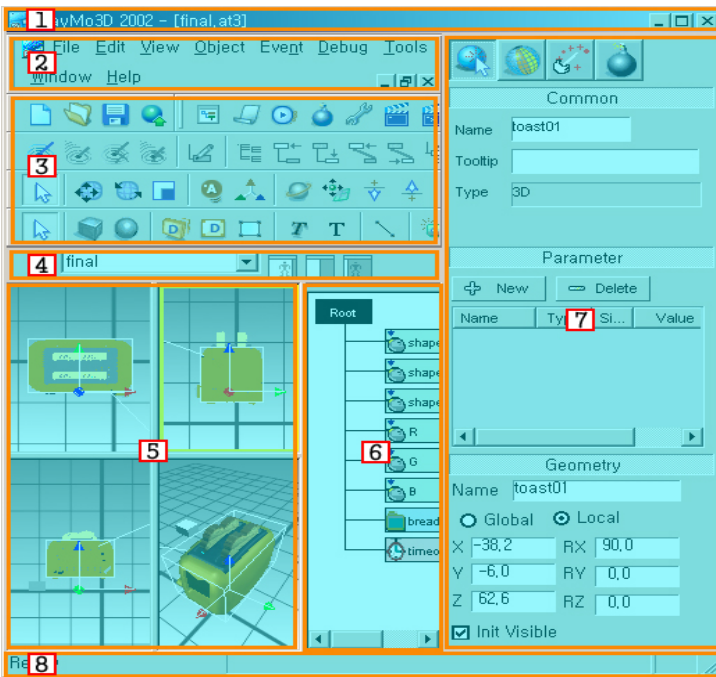 1
ayMo3D 2002 - [final,at3]
2
File Edit View Object Event Debug Tools
Window Help
3
4
final
5
Root
shape
shape
shape
R
G
B
bread
timeo
6
Common
Name toast01
Tooltip
Type 3D
Parameter
New Delete
Name Ty Si... Value
7
Geometry
Name toast01
Global Local
X -38,2 RX 90,0
Y -6,0 RY 0,0
Z 62,6 RZ 0,0
Init Visible
8
Re